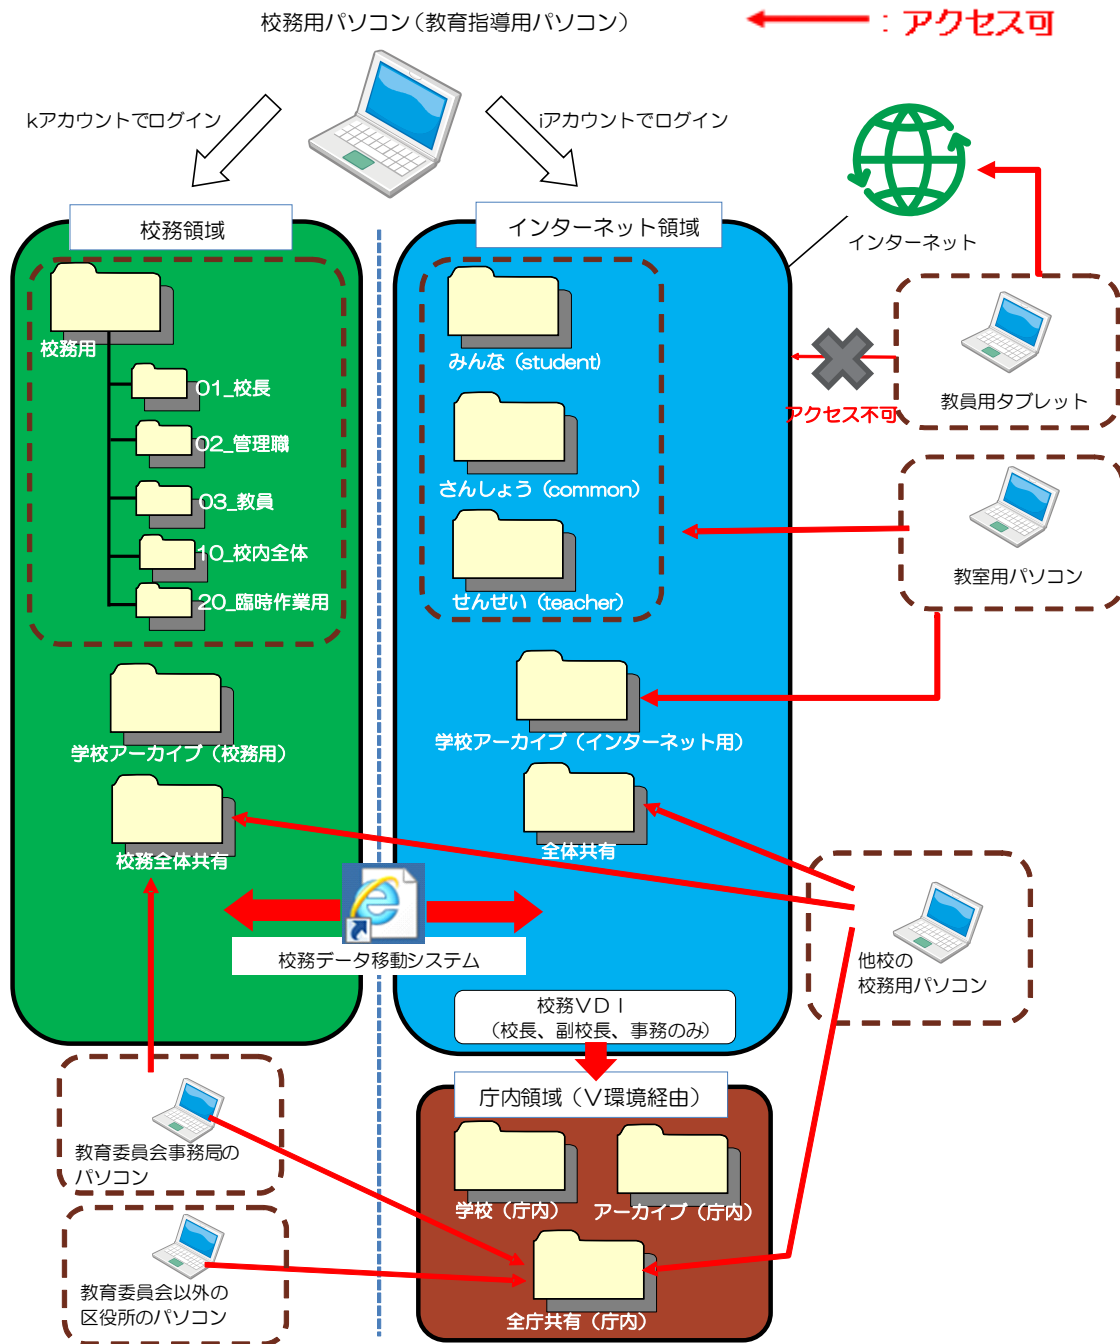 校務用パソコン（教育指導用パソコン）
：アクセス可
kアカウントでログイン
iアカウントでログイン
校務領域
インターネット領域
インターネット
校務用
01_校長
02_管理職
03_教員
10_校内全体
20_臨時作業用
みんな（student）
さんしょう（common）
せんせい（teacher）
アクセス不可
教員用タブレット
教室用パソコン
学校アーカイブ（校務用）
学校アーカイブ（インターネット用）
校務全体共有
全体共有
校務データ移動システム
他校の
校務用パソコン
校務VDI
（校長、副校長、事務のみ）
庁内領域（V環境経由）
教育委員会事務局の
パソコン
学校（庁内）
アーカイブ（庁内）
教育委員会以外の
区役所のパソコン
全庁共有（庁内）